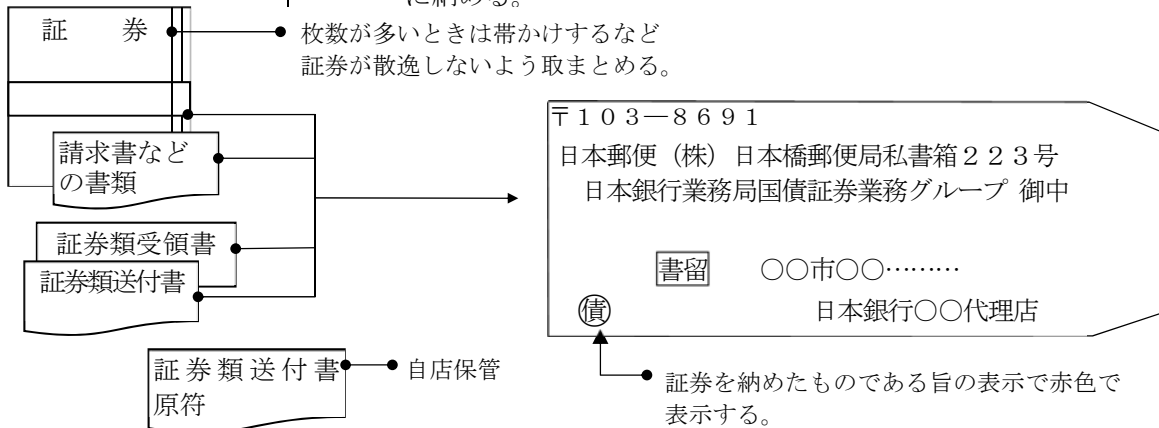 に納める。
証　　券
枚数が多いときは帯かけするなど
証券が散逸しないよう取まとめる。
請求書など
の書類
証券類受領書
証券類送付書
証券類送付書
原符
自店保管
〒１０３―８６９１
日本郵便（株）日本橋郵便局私書箱２２３号
日本銀行業務局国債証券業務グループ 御中
書留　〇〇市〇〇………
㊝ 日本銀行〇〇代理店
証券を納めたものである旨の表示で赤色で
表示する。